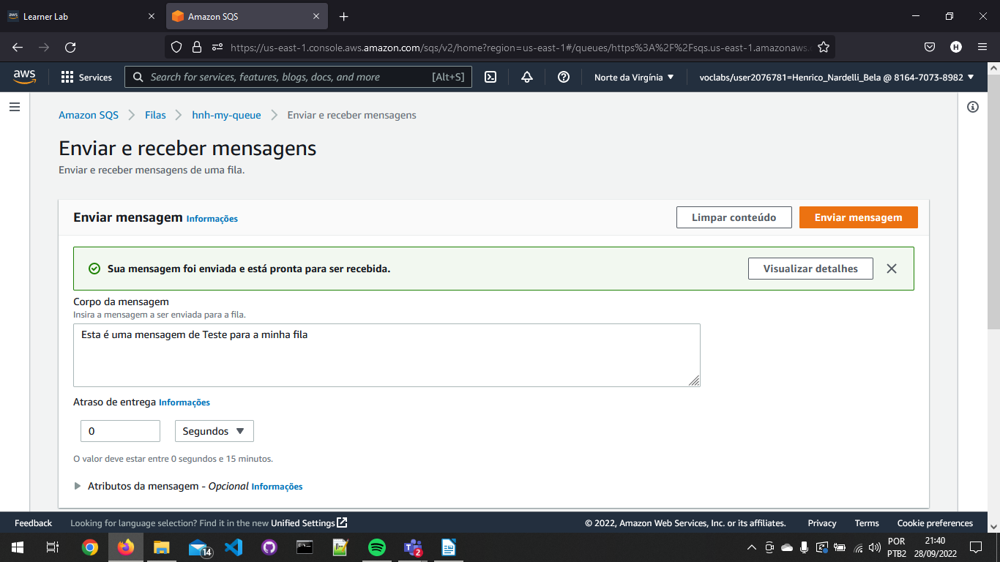 aws Learner Lab
Amazon SQS
https://us-east-1.console.aws.amazon.com/sqs/v2/home?region=us-east-1#/queues/https%3A%2F%2Fsqs.us-east-1.amazonaws.
H
aws Services Search for services, features, blogs, docs, and more [Alt+S] Norte da Virgínia voclabs/user2076781=Henrico_Nardelli_Bela @ 8164-7073-8982
Amazon SQS Filas hnh-my-queue Enviar e receber mensagens
Enviar e receber mensagens
Enviar e receber mensagens de uma fila.
Enviar mensagem Informações Limpar conteúdo Enviar mensagem
Sua mensagem foi enviada e está pronta para ser recebida. Visualizar detalhes
Corpo da mensagem
Insira a mensagem a ser enviada para a fila.
Esta é uma mensagem de Teste para a minha fila
Atraso de entrega Informações
0 Segundos
O valor deve estar entre 0 segundos e 15 minutos.
Atributos da mensagem - Opcional Informações
Feedback Looking for language selection? Find it in the new Unified Settings © 2022, Amazon Web Services, Inc. or its affiliates. Privacy Terms Cookie preferences
14
2
POR 21:40
PTB2 28/09/2022